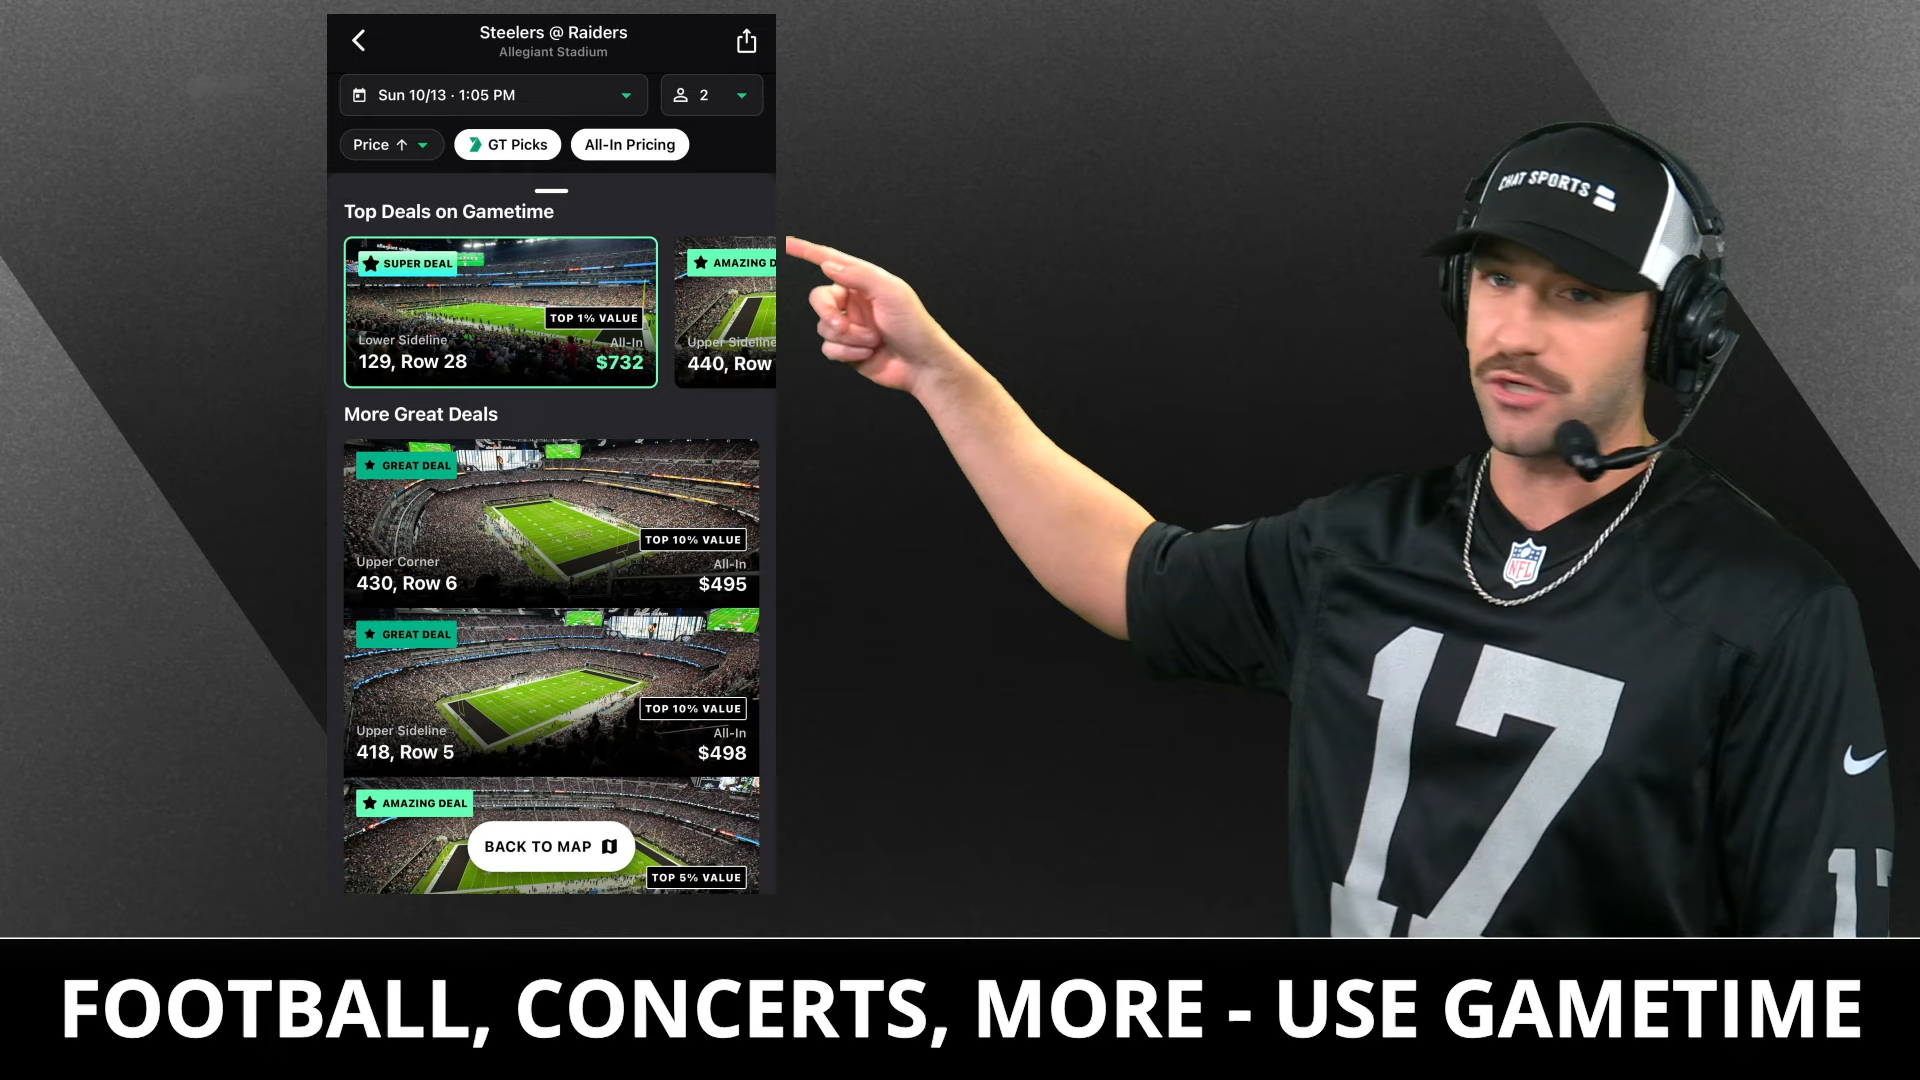 Steelers @ Raiders
Allegiant Stadium
Sun 10/13 · 1:05 PM
2
Price ↑
GT Picks
All-In Pricing
Top Deals on Gametime
SUPER DEAL
TOP 1% VALUE
Lower Sideline
All-In
129, Row 28
$732
AMAZING D
Upper Sideline
440, Row
More Great Deals
GREAT DEAL
TOP 10% VALUE
Upper Corner
All-In
430, Row 6
$495
GREAT DEAL
TOP 10% VALUE
Upper Sideline
All-In
418, Row 5
$498
AMAZING DEAL
BACK TO MAP
TOP 5% VALUE
CHAT SPORTS
NFL
17
17
FOOTBALL, CONCERTS, MORE - USE GAMETIME